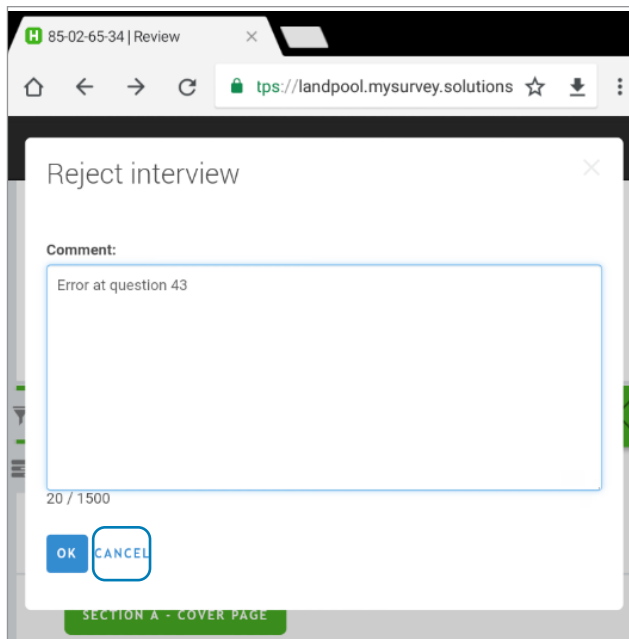 H 85-02-65-34 | Review
tps://landpool.mysurvey.solutions
Reject interview
Comment:
Error at question 43
20 / 1500
OK CANCEL
SECTION A - COVER PAGE